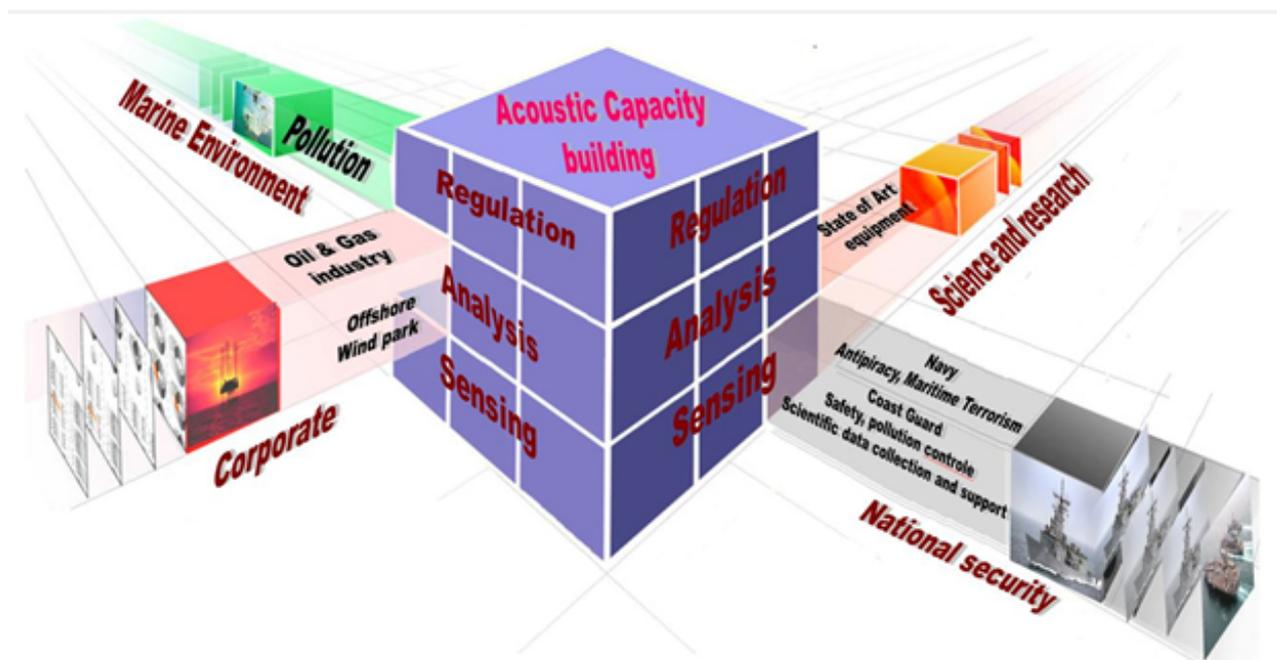 Acoustic Capacity
building
Regulation
Analysis
Sensing
Regulation
Analysis
Sensing
Pollution
Marine Environment
Oil & Gas
industry
Offshore
Wind park
Corporate
State of Art
equipment
Science and research
Navy
Antipiracy, Maritime Terrorism
Coast Guard
Safety, pollution controle
Scientific data collection and support
National security